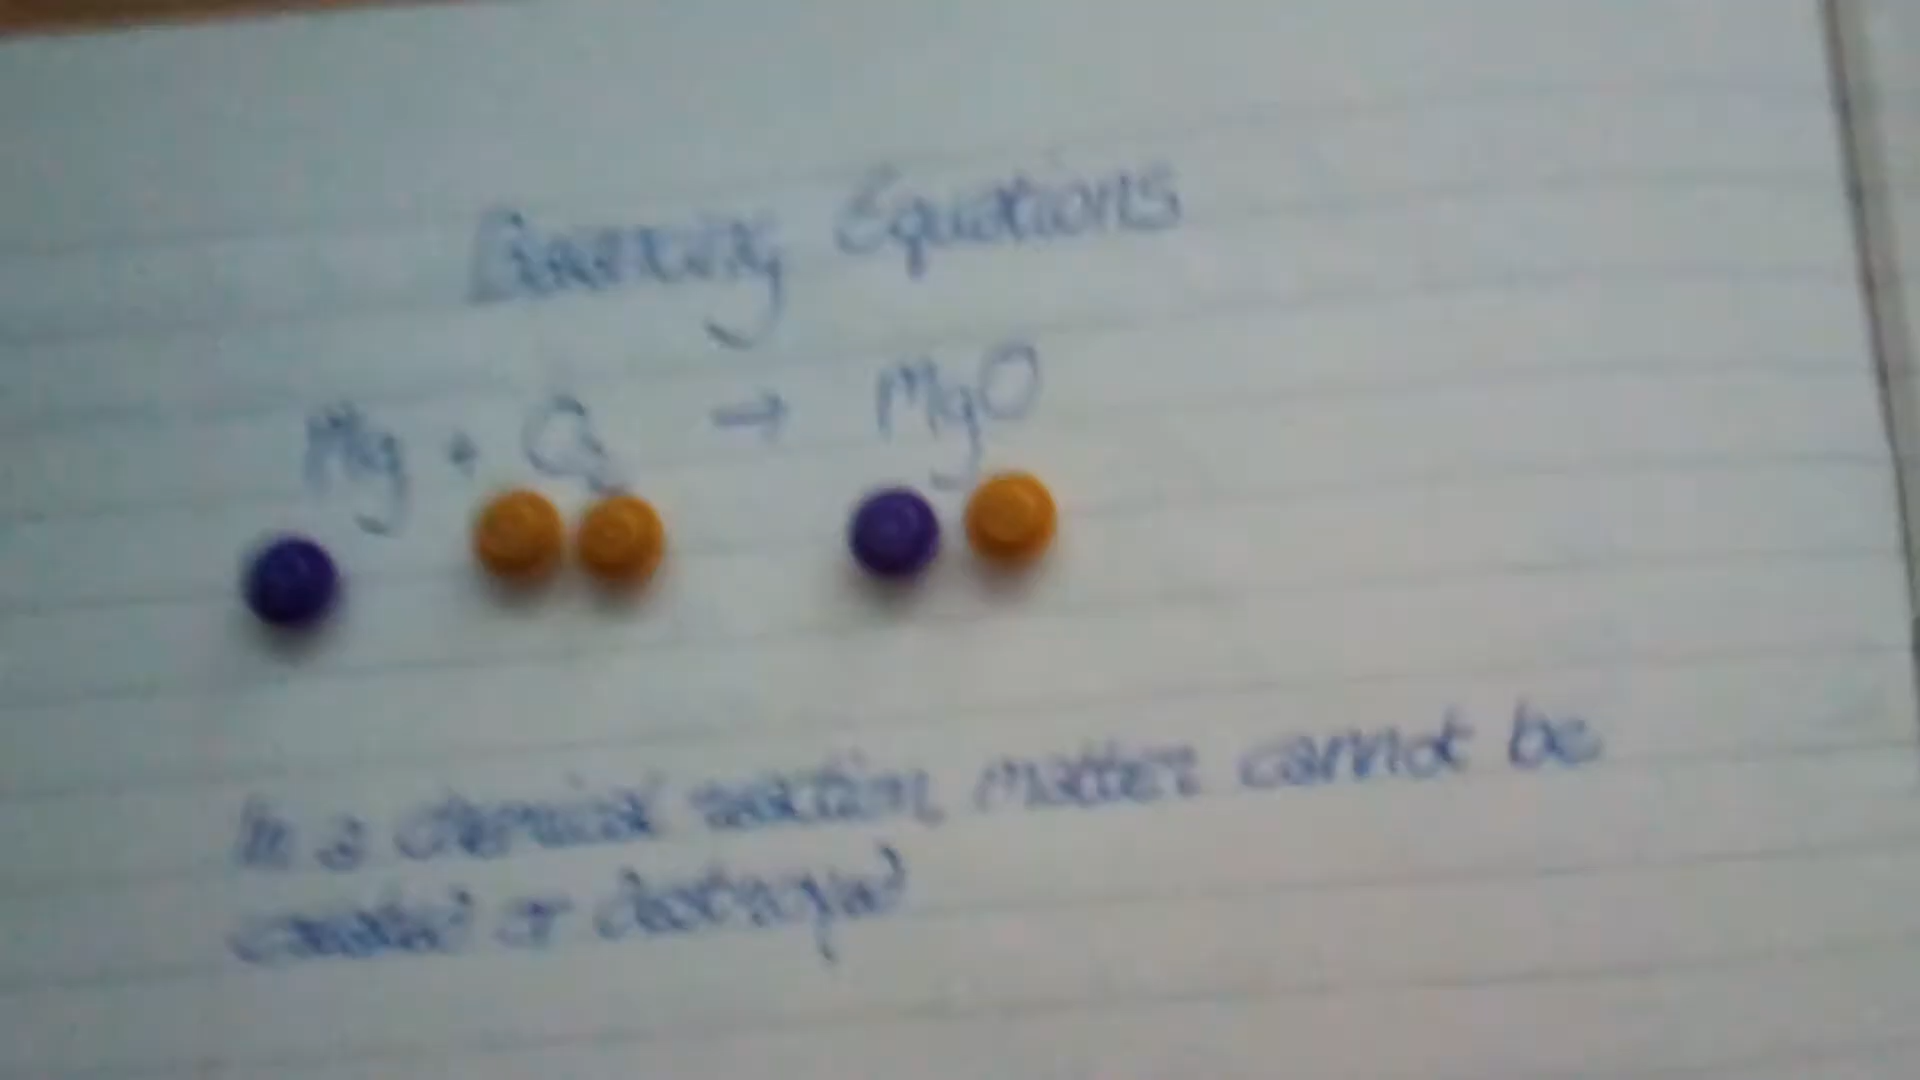 Balancing Equations
Mg + O₂ → MgO
In a chemical reaction matter cannot be
created or destroyed